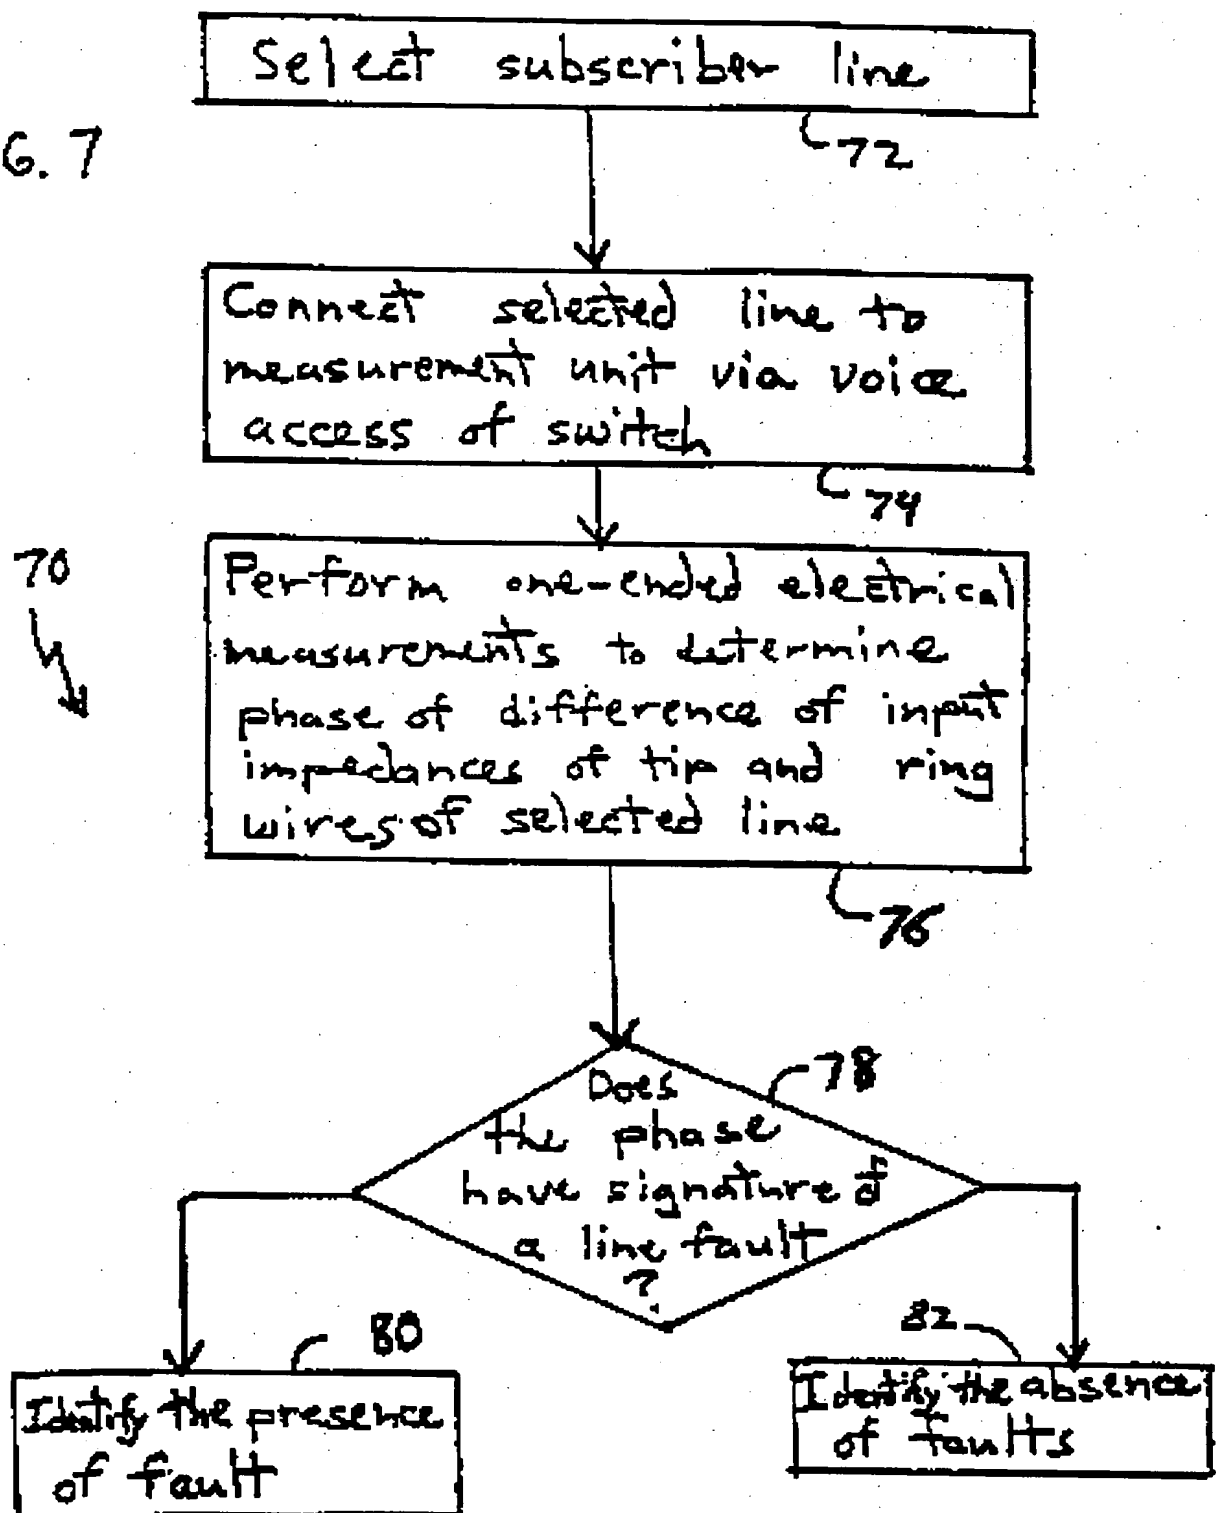 Select subscriber line
72
G. 7
Connect selected line to
measurement unit via voice
access of switch
74
70
Perform one-ended electrical
measurements to determine
phase of difference of input
impedances of tip and ring
wires of selected line
76
78
Does
the phase
have signature of
a line fault
?
80
82
Identify the presence
of fault
Identify the absence
of faults